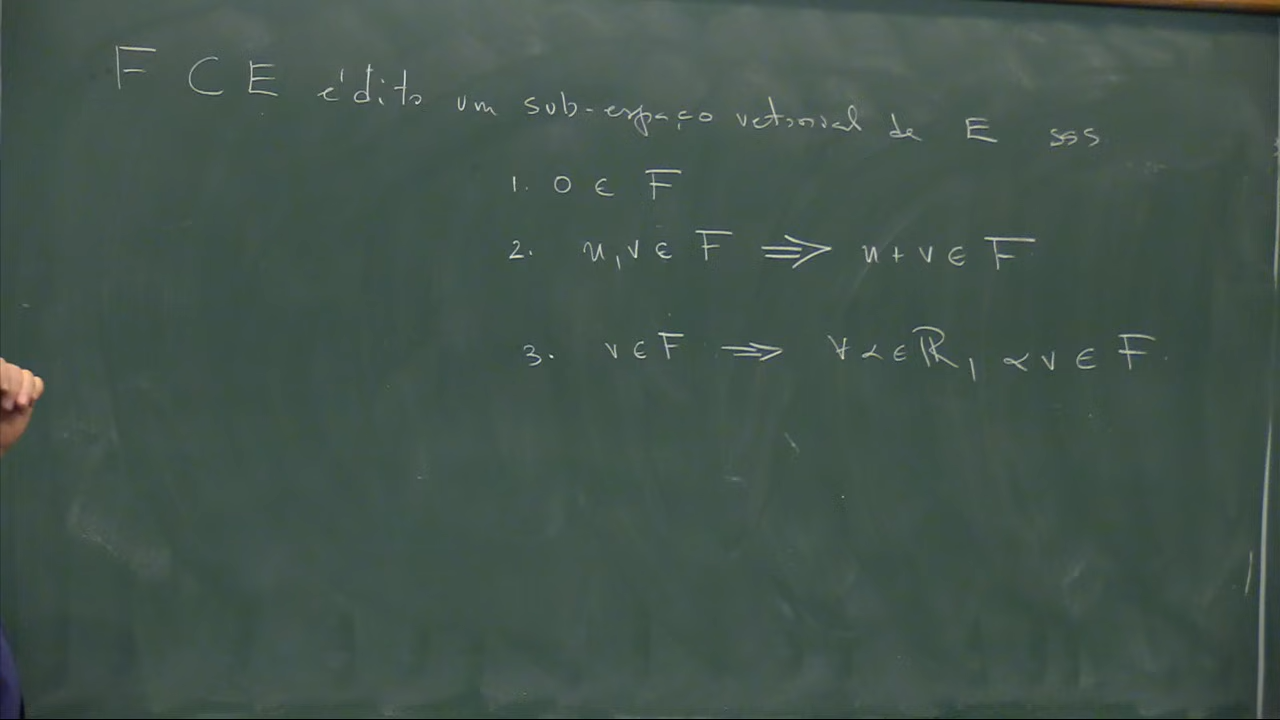 F ⊂ E é dito um sub-espaço vetorial de E sss
1. 0 ∈ F
2. u, v ∈ F ⟹ u + v ∈ F
3. v ∈ F ⟹ ∀ α ∈ ℝ, α v ∈ F.